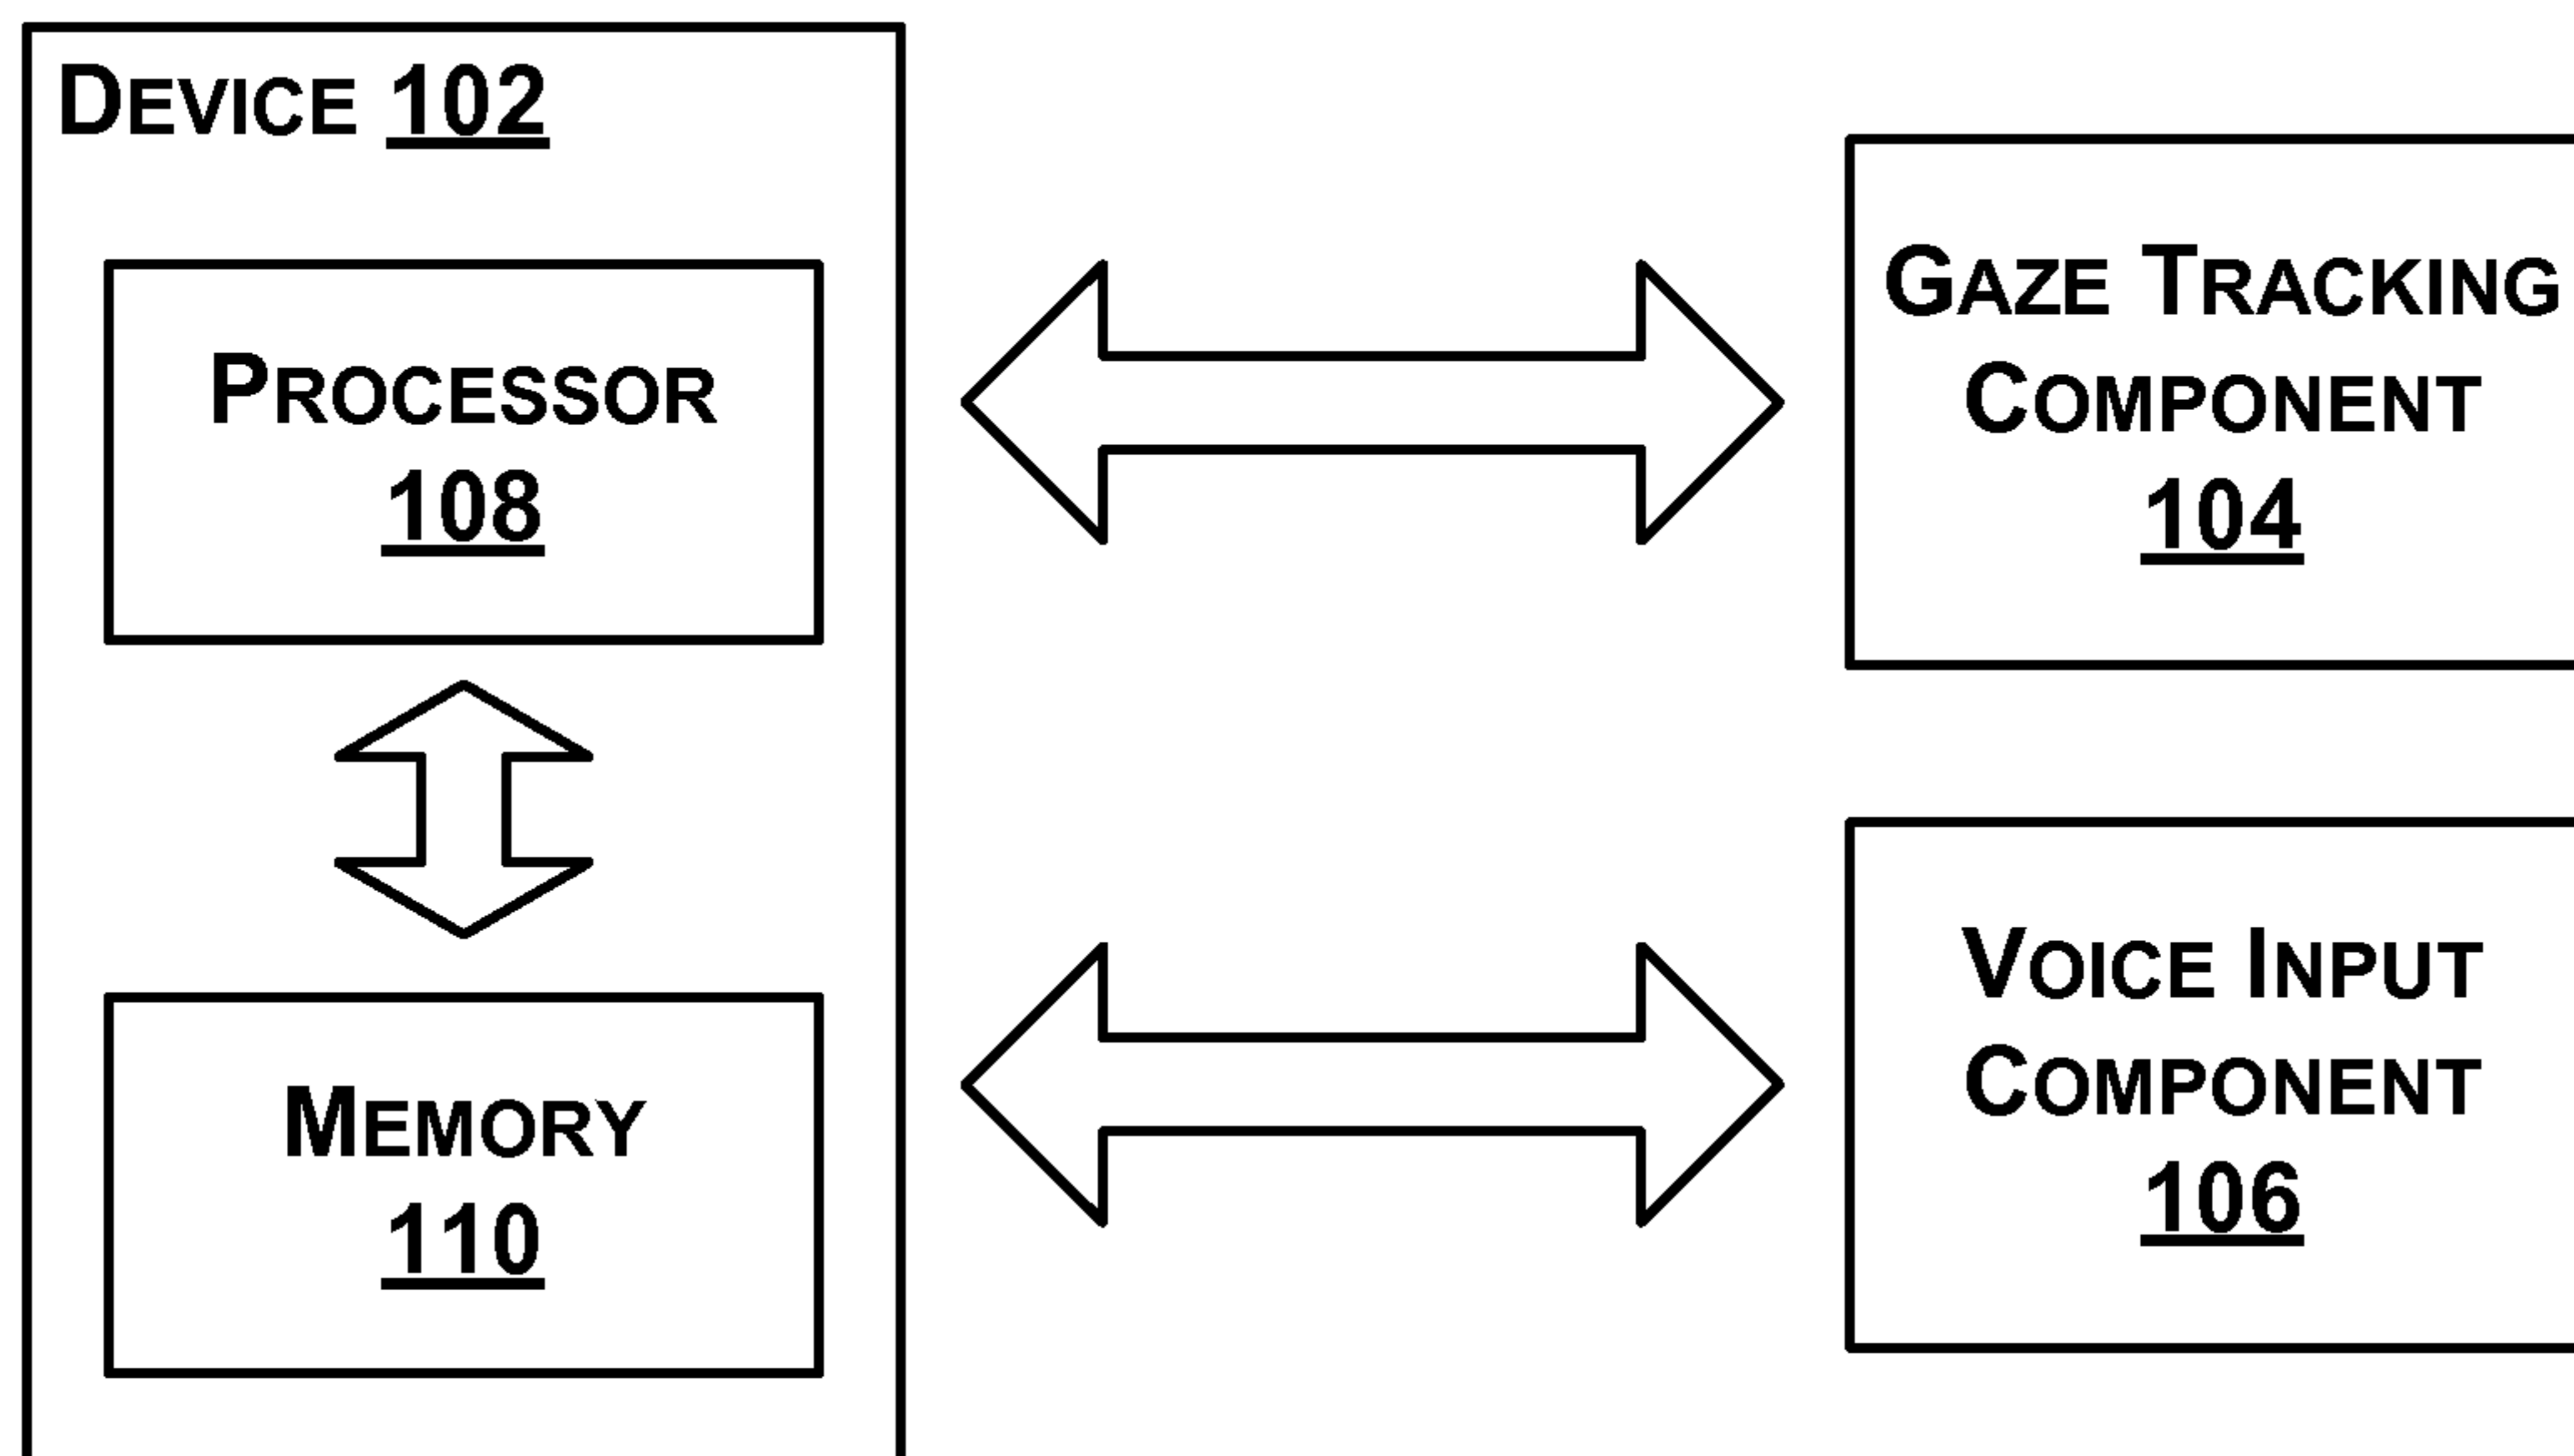 DEVICE 102
PROCESSOR
108
MEMORY
110
GAZE TRACKING
COMPONENT
104
VOICE INPUT
COMPONENT
106